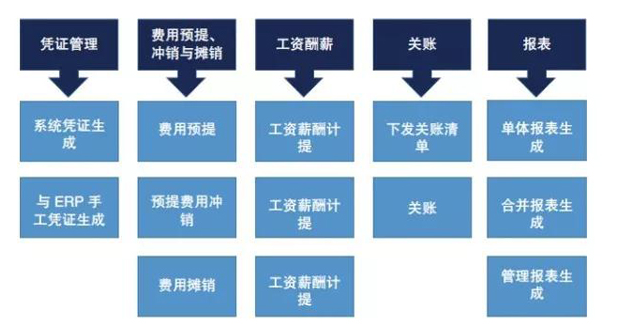 凭证管理
费用预提、
冲销与摊销
工资酬薪
关账
报表
系统凭证生
成
费用预提
工资薪酬计
提
下发关账清
单
单体报表生
成
与 ERP 手
工凭证生成
预提费用冲
销
工资薪酬计
提
关账
合并报表生
成
费用摊销
工资薪酬计
提
管理报表生
成